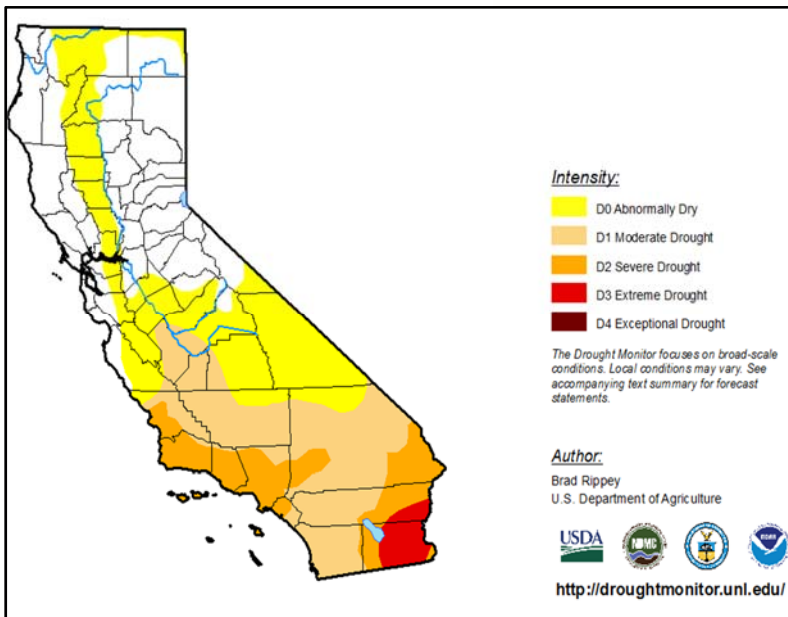 Intensity:
D0 Abnormally Dry
D1 Moderate Drought
D2 Severe Drought
D3 Extreme Drought
D4 Exceptional Drought
The Drought Monitor focuses on broad-scale
conditions. Local conditions may vary. See
accompanying text summary for forecast
statements.
Author:
Brad Rippey
U.S. Department of Agriculture
USDA
NDMC
NOAA
http://droughtmonitor.unl.edu/